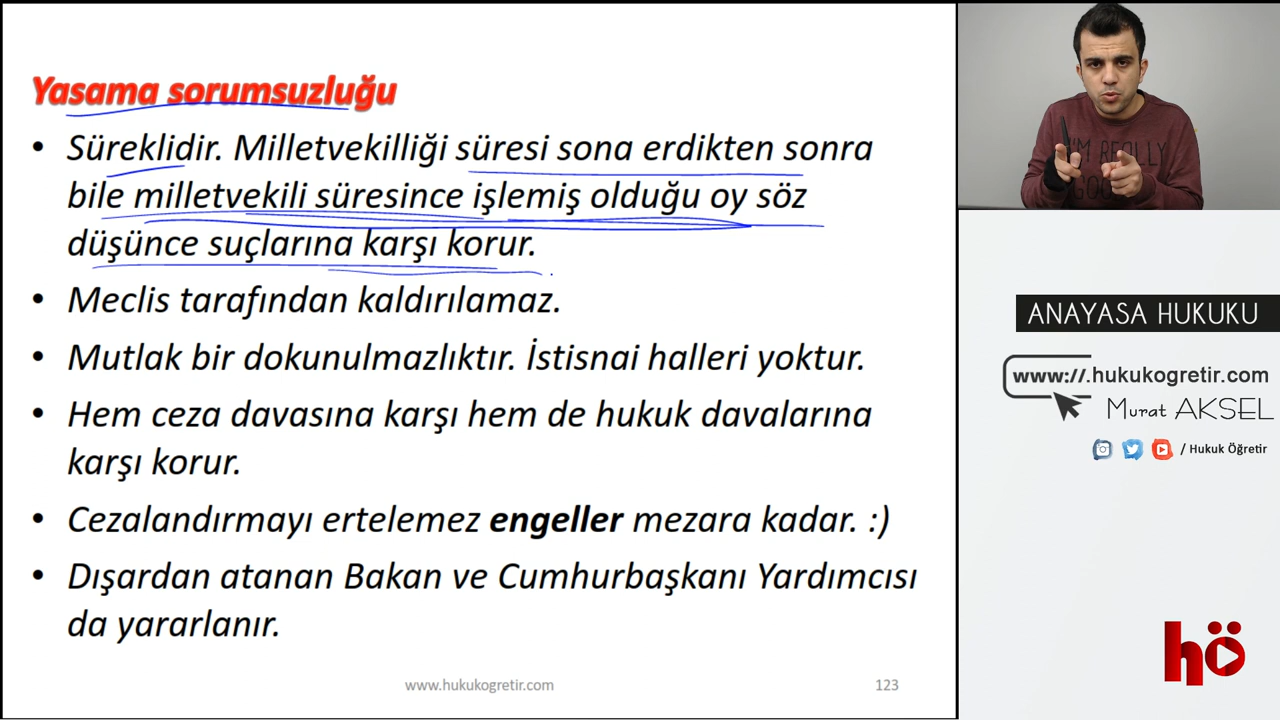 Yasama sorumsuzluğu
• Süreklidir. Milletvekilliği süresi sona erdikten sonra
bile milletvekili süresince işlemiş olduğu oy söz
düşünce suçlarına karşı korur.
• Meclis tarafından kaldırılamaz.
• Mutlak bir dokunulmazlıktır. İstisnai halleri yoktur.
• Hem ceza davasına karşı hem de hukuk davalarına
karşı korur.
• Cezalandırmayı ertelemez engeller mezara kadar. :)
• Dışardan atanan Bakan ve Cumhurbaşkanı Yardımcısı
da yararlanır.
www.hukukogretir.com
123
I'M REALLY
ANAYASA HUKUKU
www://.hukukogretir.com
Murat AKSEL
/ Hukuk Öğretir
hö